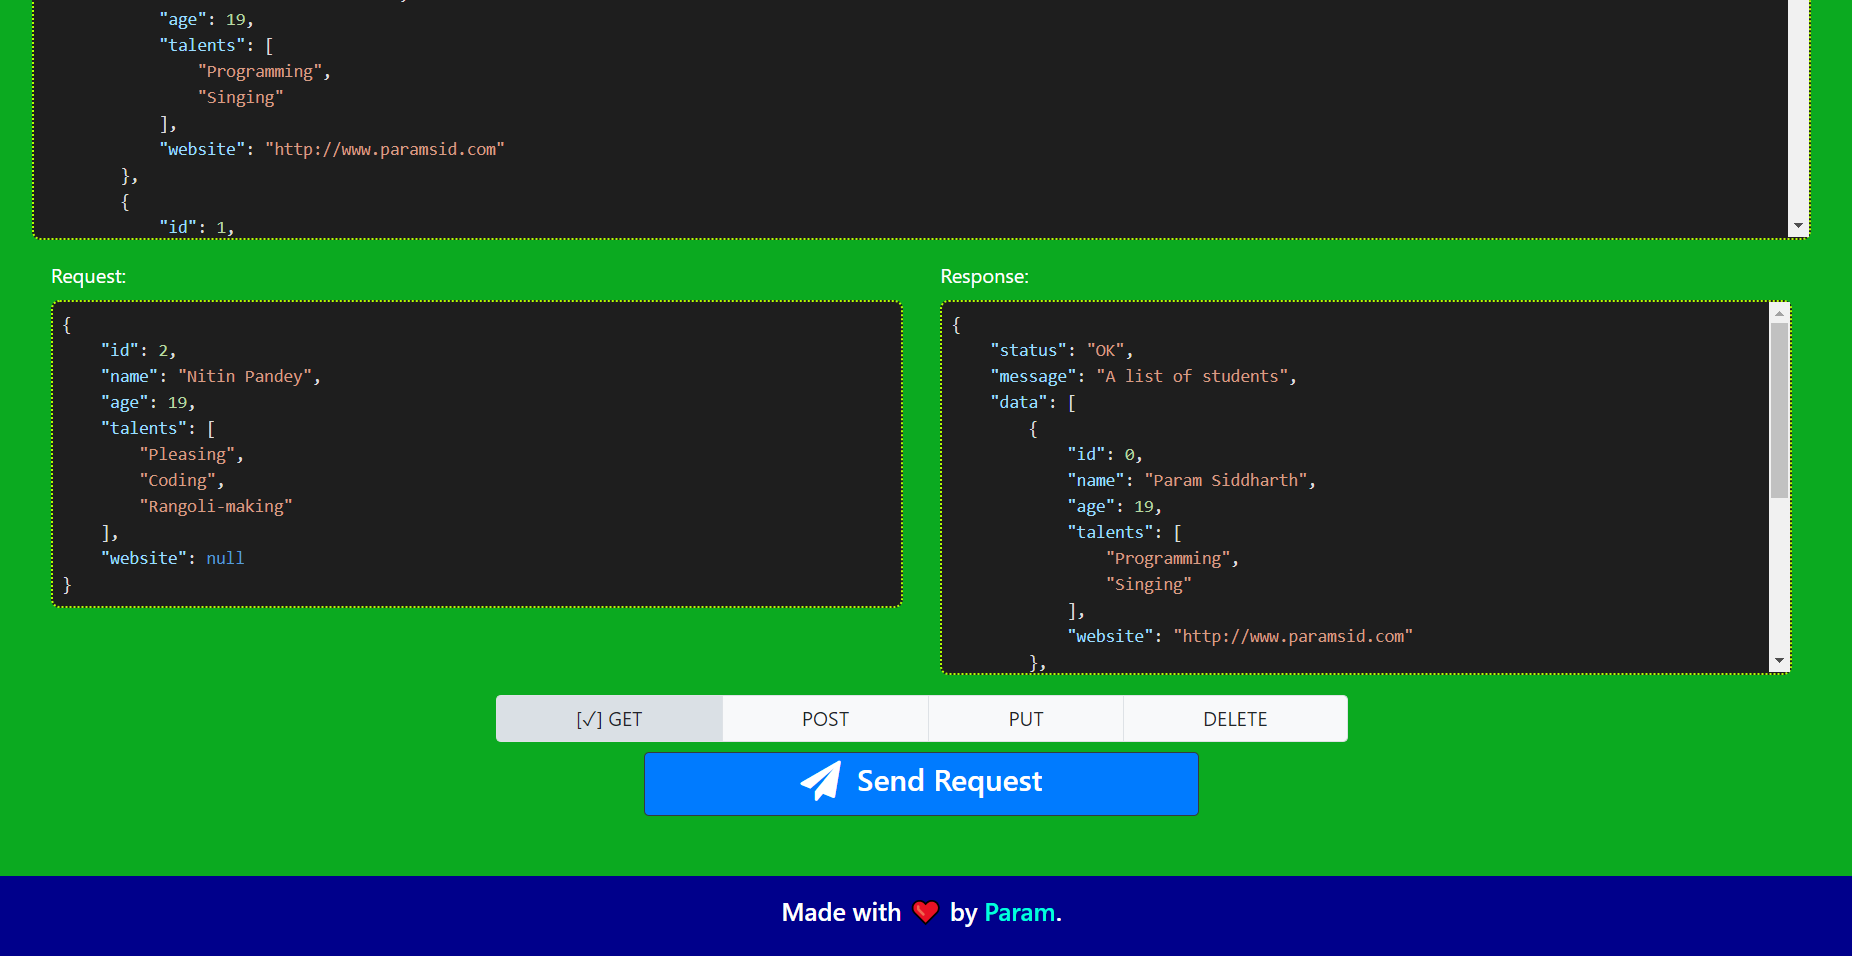 "age": 19,
"talents": [
"Programming",
"Singing"
],
"website": "http://www.paramsid.com"
},
{
"id": 1,
Request:
{
"id": 2,
"name": "Nitin Pandey",
"age": 19,
"talents": [
"Pleasing",
"Coding",
"Rangoli-making"
],
"website": null
}
Response:
{
"status": "OK",
"message": "A list of students",
"data": [
{
"id": 0,
"name": "Param Siddharth",
"age": 19,
"talents": [
"Programming",
"Singing"
],
"website": "http://www.paramsid.com"
},
[✓] GET
POST
PUT
DELETE
Send Request
Made with ❤️ by Param.